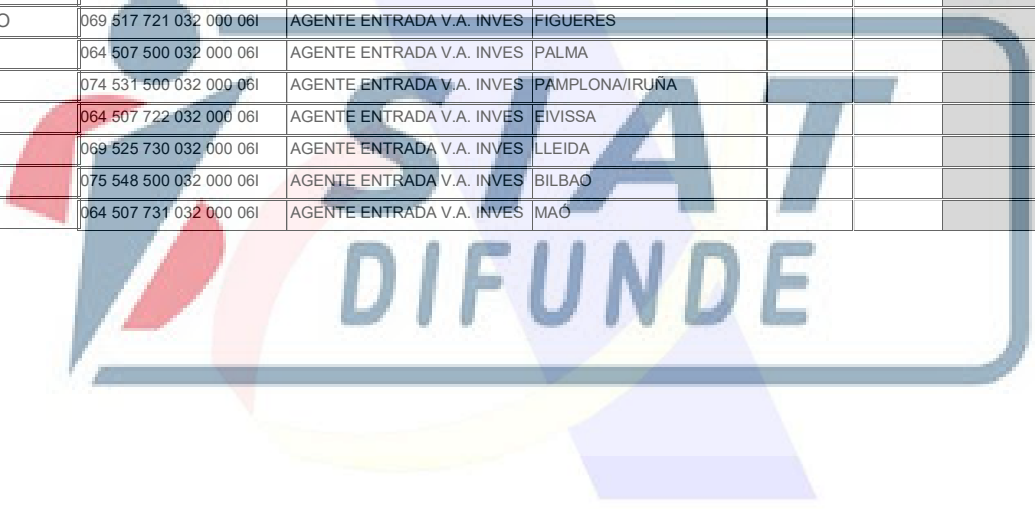 O 069 517 721 032 000 06I AGENTE ENTRADA V.A. INVES FIGUERES
064 507 500 032 000 06I AGENTE ENTRADA V.A. INVES PALMA
074 531 500 032 000 06I AGENTE ENTRADA V.A. INVES PAMPLONA/IRUÑA
064 507 722 032 000 06I AGENTE ENTRADA V.A. INVES EIVISSA
069 525 730 032 000 06I AGENTE ENTRADA V.A. INVES LLEIDA
075 548 500 032 000 06I AGENTE ENTRADA V.A. INVES BILBAO
064 507 731 032 000 06I AGENTE ENTRADA V.A. INVES MAÓ
SIAT
DIFUNDE